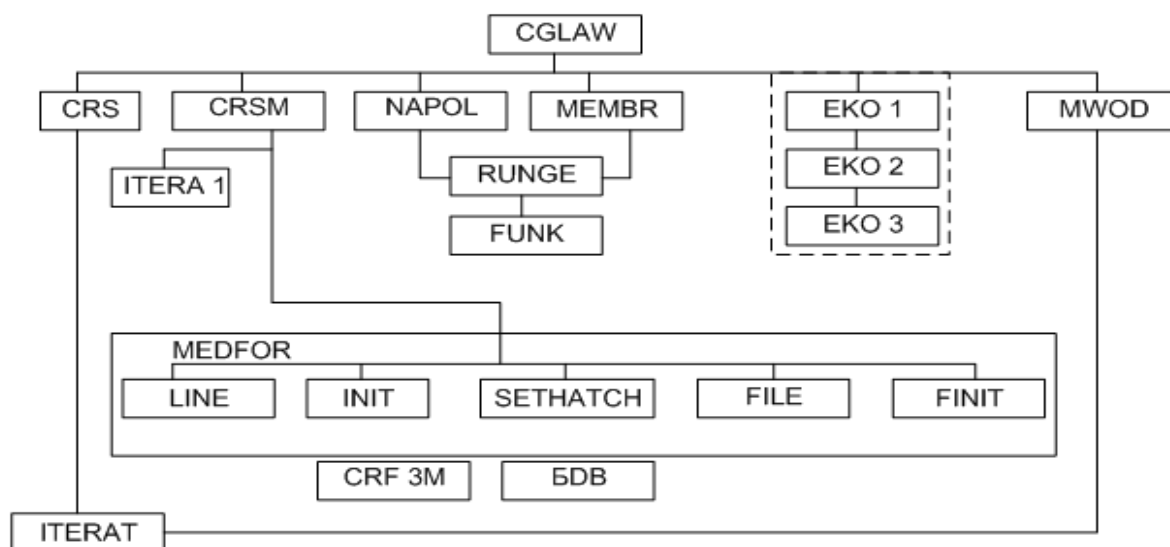 CGLAW
CRS CRSM NAPOL MEMBR EKO 1 MWOD
ITERA 1 RUNGE EKO 2
FUNK EKO 3
MEDFOR
LINE INIT SETHATCH FILE FINIT
CRF 3M БDB
ITERAT